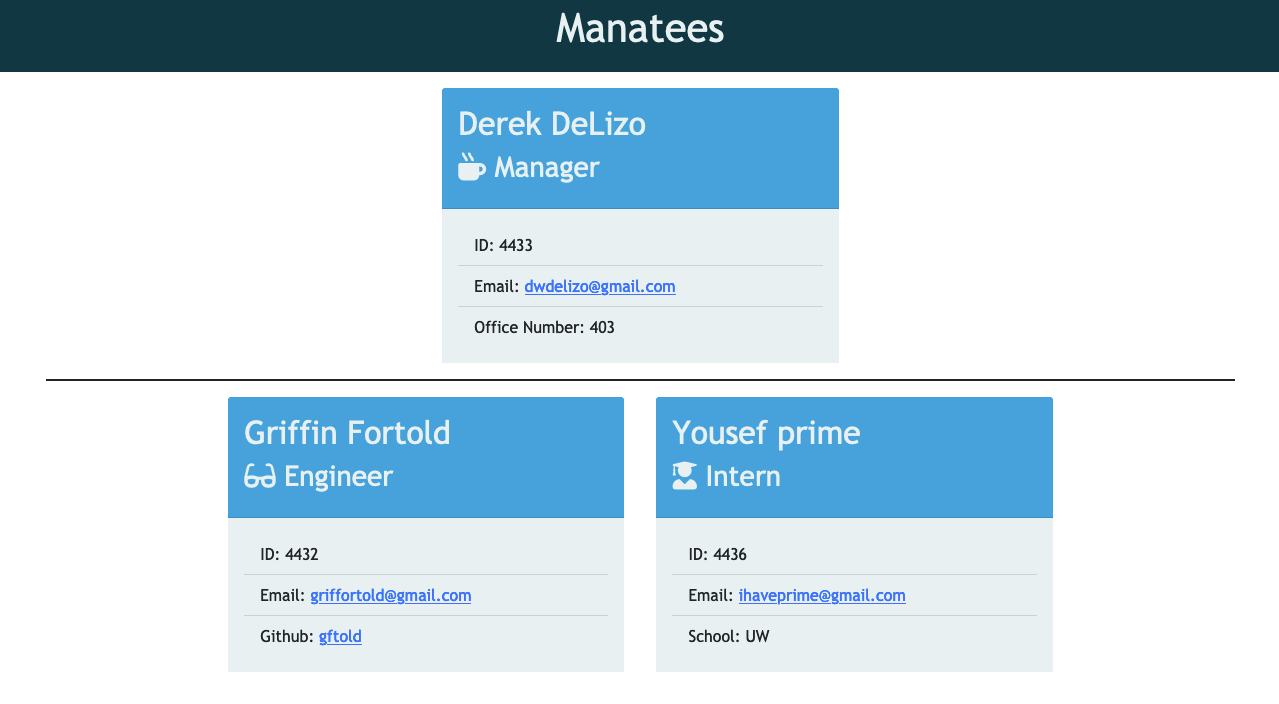 Manatees
Derek DeLizo
Manager
ID: 4433
Email: dwdelizo@gmail.com
Office Number: 403
Griffin Fortold
Engineer
ID: 4432
Email: griffortold@gmail.com
Github: gftold
Yousef prime
Intern
ID: 4436
Email: ihaveprime@gmail.com
School: UW